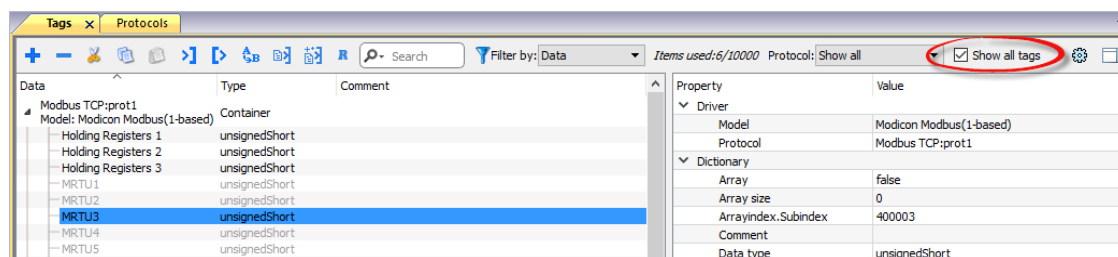 Tags x Protocols
R Search Filter by: Data Items used:6/10000 Protocol: Show all Show all tags
Data Type Comment Property Value
Modbus TCP:prot1
Model: Modicon Modbus(1-based) Container
Holding Registers 1 unsignedShort
Holding Registers 2 unsignedShort
Holding Registers 3 unsignedShort
MRTU1 unsignedShort
MRTU2 unsignedShort
MRTU3 unsignedShort
MRTU4 unsignedShort
MRTU5 unsignedShort
Driver
Model Modicon Modbus(1-based)
Protocol Modbus TCP:prot1
Dictionary
Array false
Array size 0
Arrayindex.Subindex 400003
Comment
Data type unsignedShort